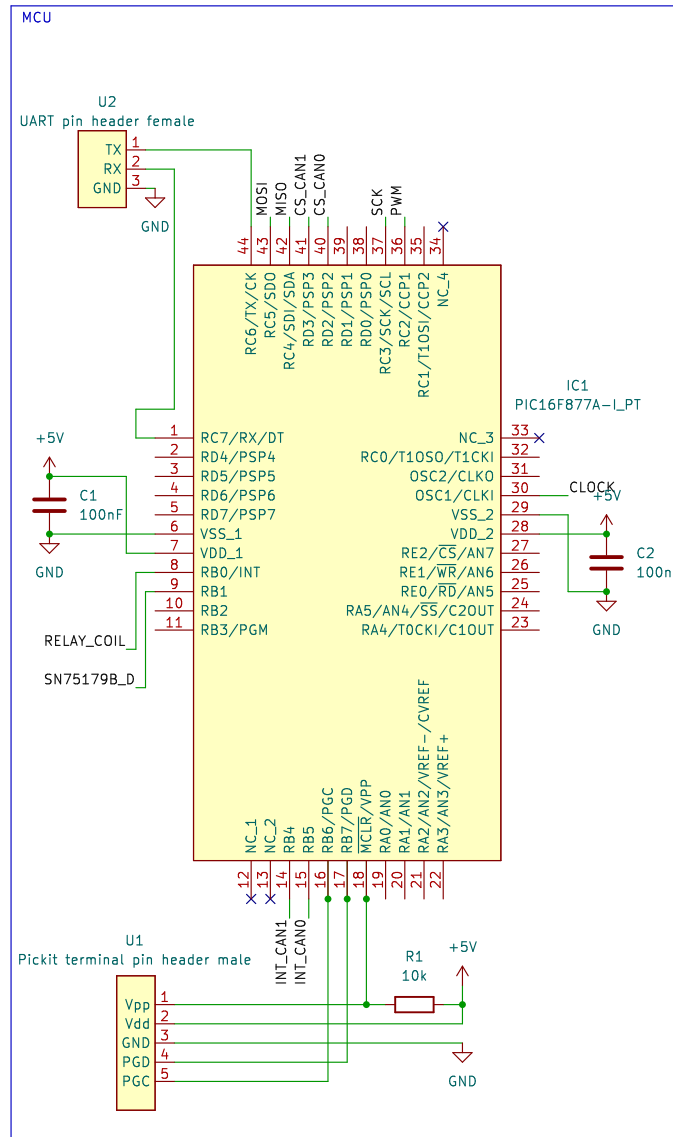 MCU
U2
UART pin header female
TX 1
RX 2
GND 3
GND
MOSI
MISO
CS_CAN1
CS_CAN0
SCK
PWM
44
43
42
41
40
39
38
37
36
35
34
RC6/TX/CK
RC5/SDO
RC4/SDI/SDA
RD3/PSP3
RD2/PSP2
RD1/PSP1
RD0/PSP0
RC3/SCK/SCL
RC2/CCP1
RC1/T1OSI/CCP2
NC_4
IC1
PIC16F877A-I_PT
1 RC7/RX/DT
2 RD4/PSP4
3 RD5/PSP5
4 RD6/PSP6
5 RD7/PSP7
6 VSS_1
7 VDD_1
8 RB0/INT
9 RB1
10 RB2
11 RB3/PGM
NC_3 33
RC0/T1OSO/T1CKI 32
OSC2/CLKO 31
OSC1/CLKI 30
VSS_2 29
VDD_2 28
RE2/CS/AN7 27
RE1/WR/AN6 26
RE0/RD/AN5 25
RA5/AN4/SS/C2OUT 24
RA4/T0CKI/C1OUT 23
+5V
C1
100nF
GND
CLOCK
+5V
C2
100n
GND
RELAY_COIL
SN75179B_D
NC_1
NC_2
RB4
RB5
RB6/PGC
RB7/PGD
MCLR/VPP
RA0/AN0
RA1/AN1
RA2/AN2/VREF-/CVREF
RA3/AN3/VREF+
12
13
14
15
16
17
18
19
20
21
22
INT_CAN1
INT_CAN0
U1
Pickit terminal pin header male
Vpp 1
Vdd 2
GND 3
PGD 4
PGC 5
R1
10k
+5V
GND